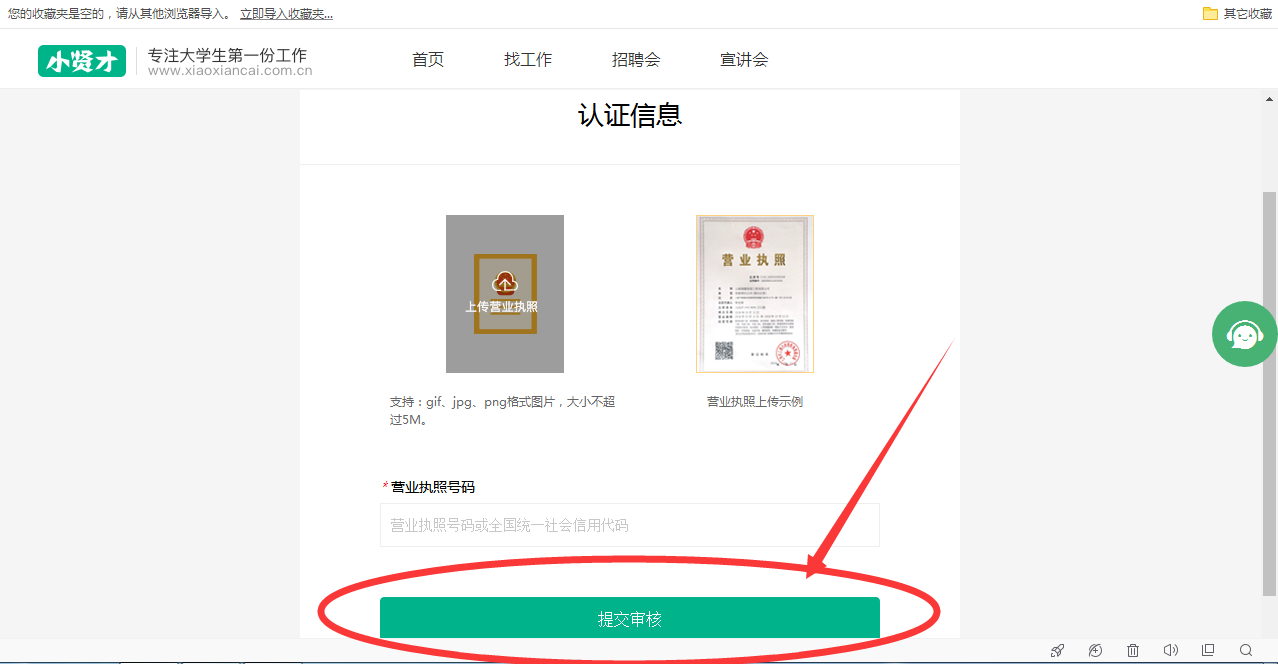 您的收藏夹是空的，请从其他浏览器导入。 立即导入收藏夹... 其它收藏
小贤才 专注大学生第一份工作 首页 找工作 招聘会 宣讲会
www.xiaoxiancai.com.cn
认证信息
上传营业执照
营业执照
支持：gif、jpg、png格式图片，大小不超
过5M。
营业执照上传示例
*营业执照号码
营业执照号码或全国统一社会信用代码
提交审核